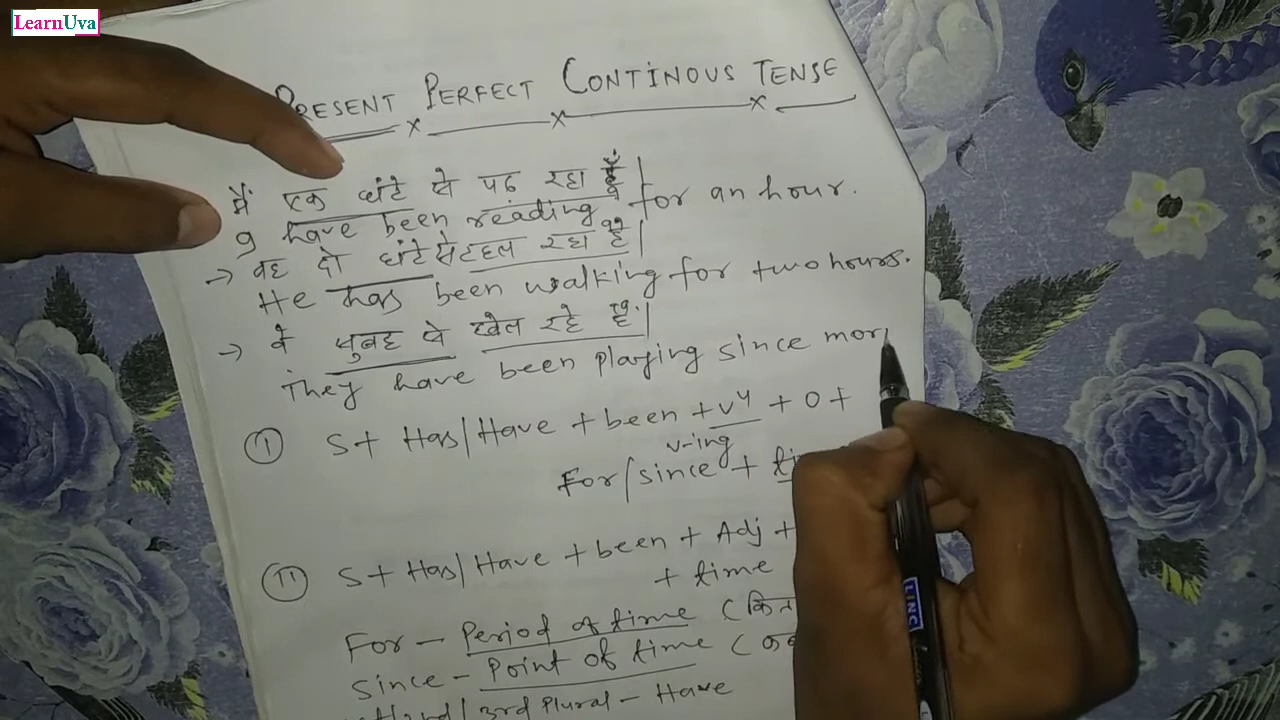 LearnUva
PRESENT PERFECT CONTINOUS TENSE
मैं एक घंटे से पढ़ रहा हूँ|
I have been reading for an hour.
→ वह दो घंटे से टहल रहा है|
He has been walking for two hours.
→ वे सुबह से खेल रहे हैं|
They have been playing since mor
(II) S+ Has/Have + been + V4 + O +
V-ing
For/since +
(II) S+ Has/Have + been + Adj +
+ time
For - Period of time (
Since - Point of time (
3rd Plural - Have